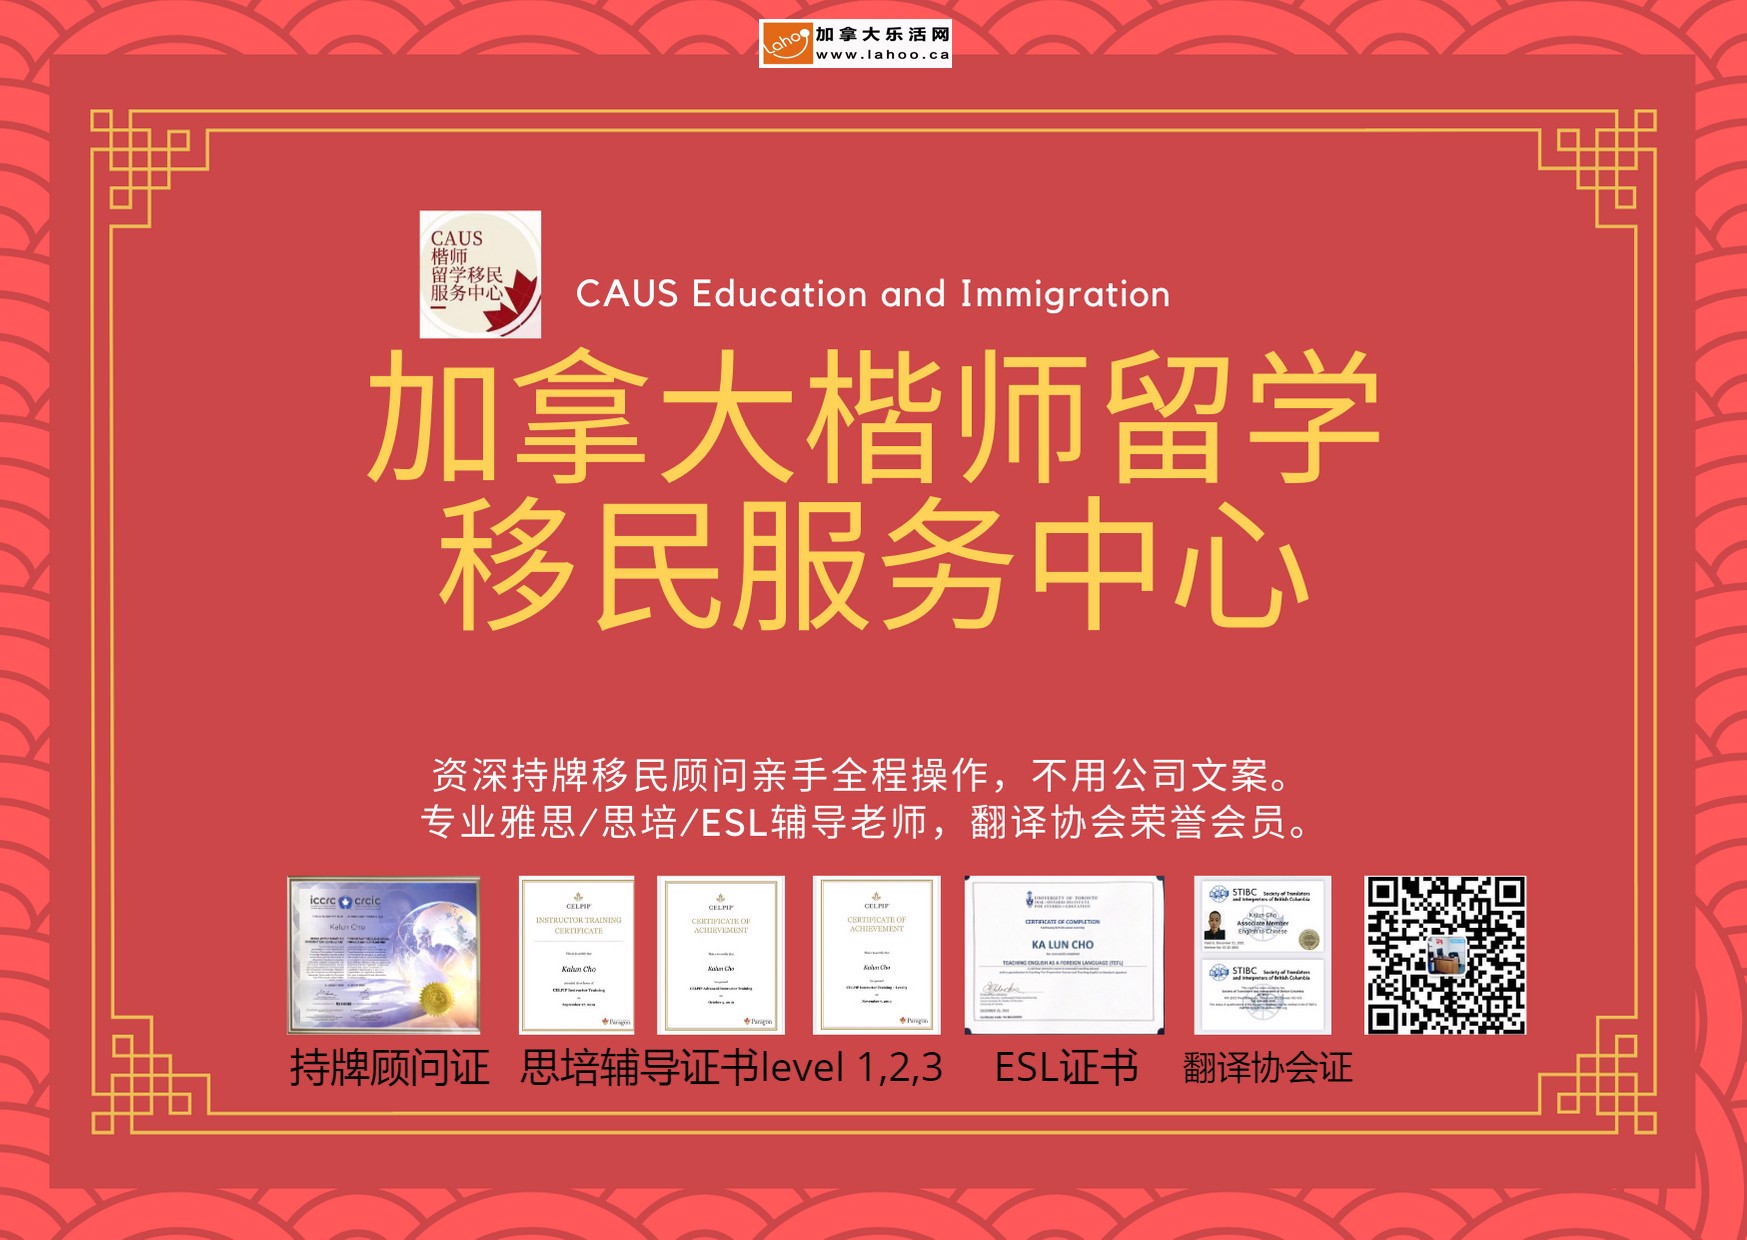 Lahoo 加拿大乐活网
www.lahoo.ca
CAUS
楷师
留学移民
服务中心
CAUS Education and Immigration
加拿大楷师留学
移民服务中心
资深持牌移民顾问亲手全程操作，不用公司文案。
专业雅思/思培/ESL辅导老师，翻译协会荣誉会员。
iccrc crcic
Kalun Cho
CELPIP
INSTRUCTOR TRAINING
CERTIFICATE
Kalun Cho
CELPIP Instructor Training
Paragon
CELPIP
CERTIFICATE OF
ACHIEVEMENT
Kalun Cho
CELPIP Advanced Instructor Training
Paragon
CELPIP
CERTIFICATE OF
ACHIEVEMENT
Kalun Cho
Paragon
UNIVERSITY OF TORONTO
CERTIFICATE OF COMPLETION
KA LUN CHO
TEACHING ENGLISH AS A FOREIGN LANGUAGE (TEFL)
STIBC Society of Translators
and Interpreters of British Columbia
Kalun Cho
Associate Member
English to Chinese
STIBC Society of Translators
and Interpreters of British Columbia
持牌顾问证
思培辅导证书level 1,2,3
ESL证书
翻译协会证